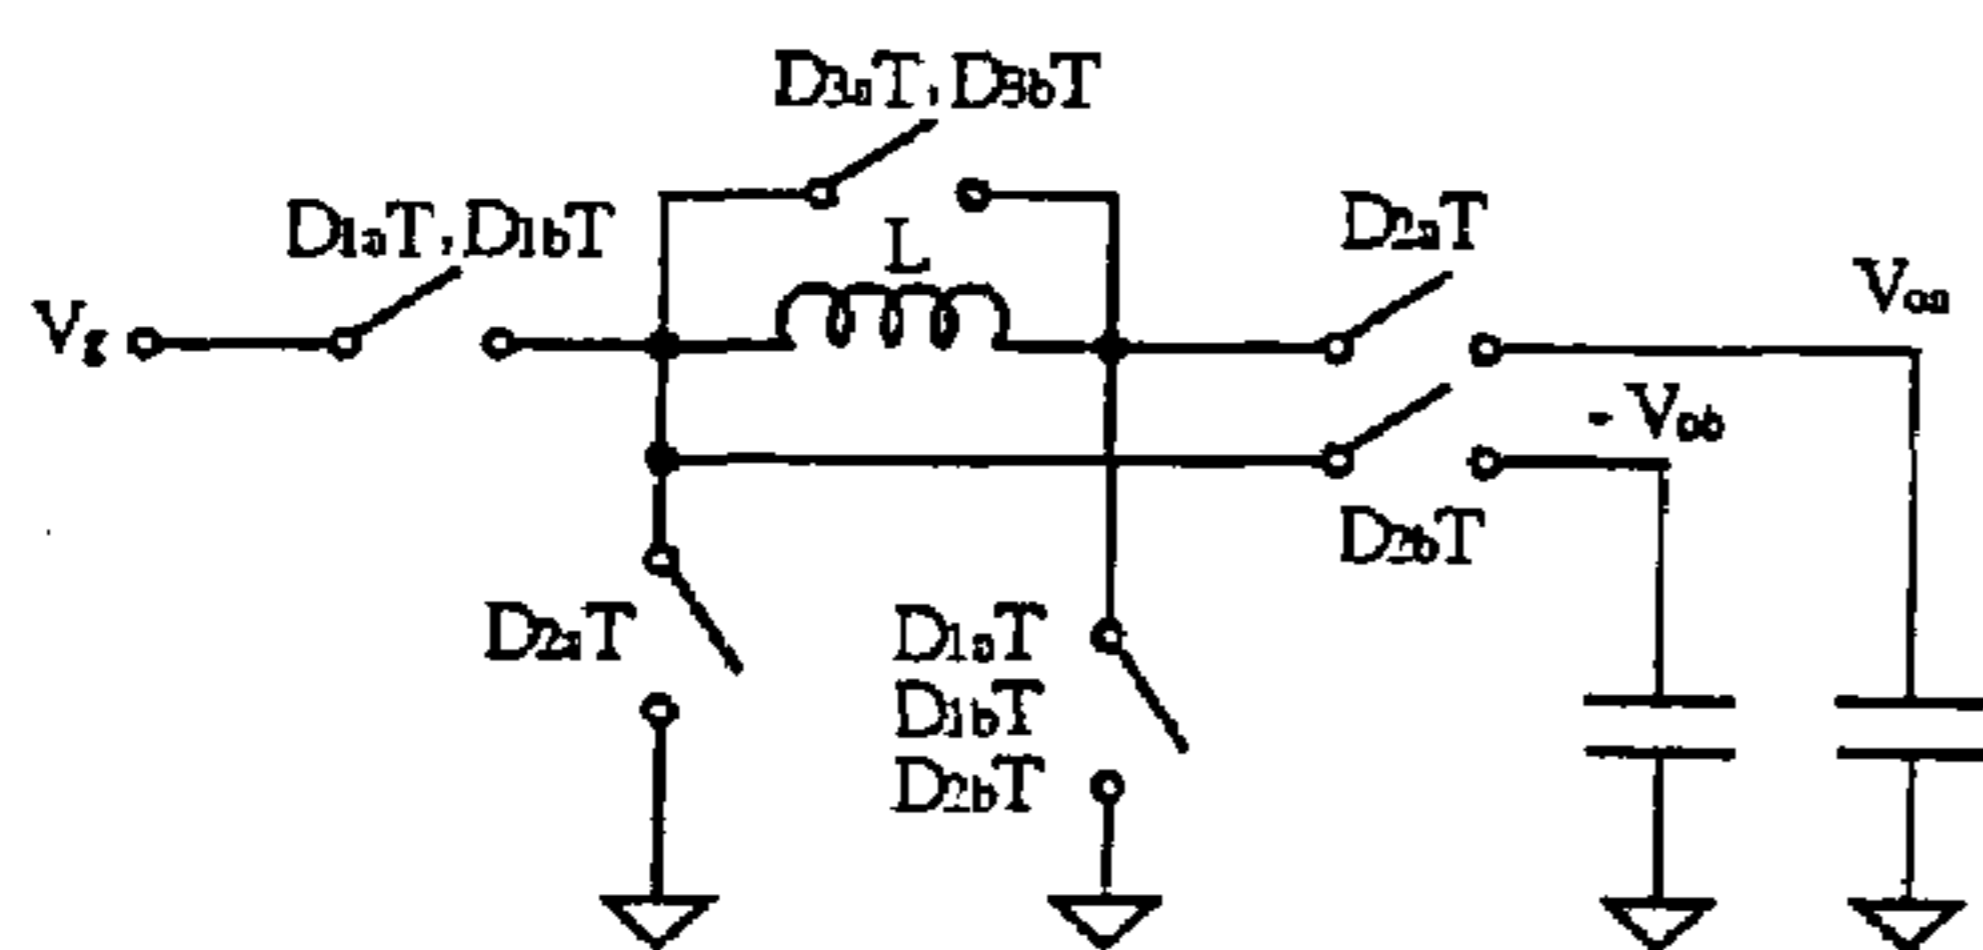 D3aT, D3bT
D1aT, D1bT
L
D2aT
Vg
Voa
- Vob
D2bT
D2aT
D1aT
D1bT
D2bT